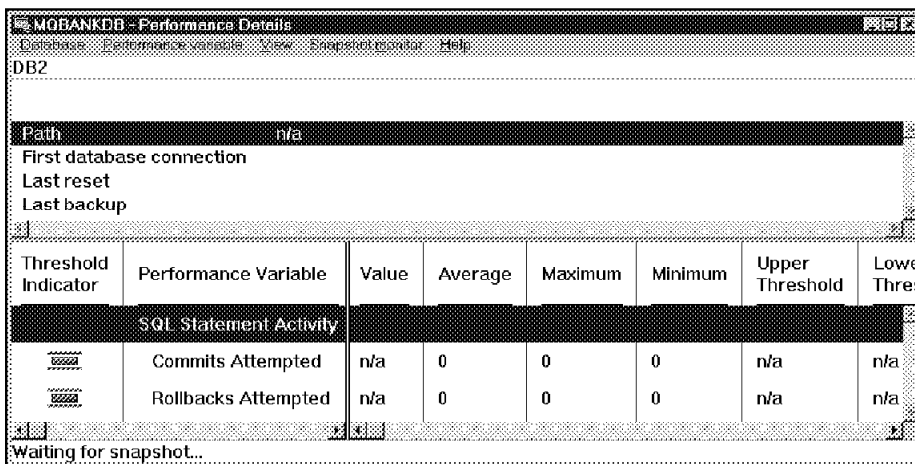 MQBANKDB - Performance Details
Database Performance variable View Snapshot monitor Help
DB2
Path n/a
First database connection
Last reset
Last backup
Threshold Indicator Performance Variable Value Average Maximum Minimum Upper Threshold Lowe Thres
SQL Statement Activity
Commits Attempted n/a 0 0 0 n/a n/a
Rollbacks Attempted n/a 0 0 0 n/a n/a
Waiting for snapshot...